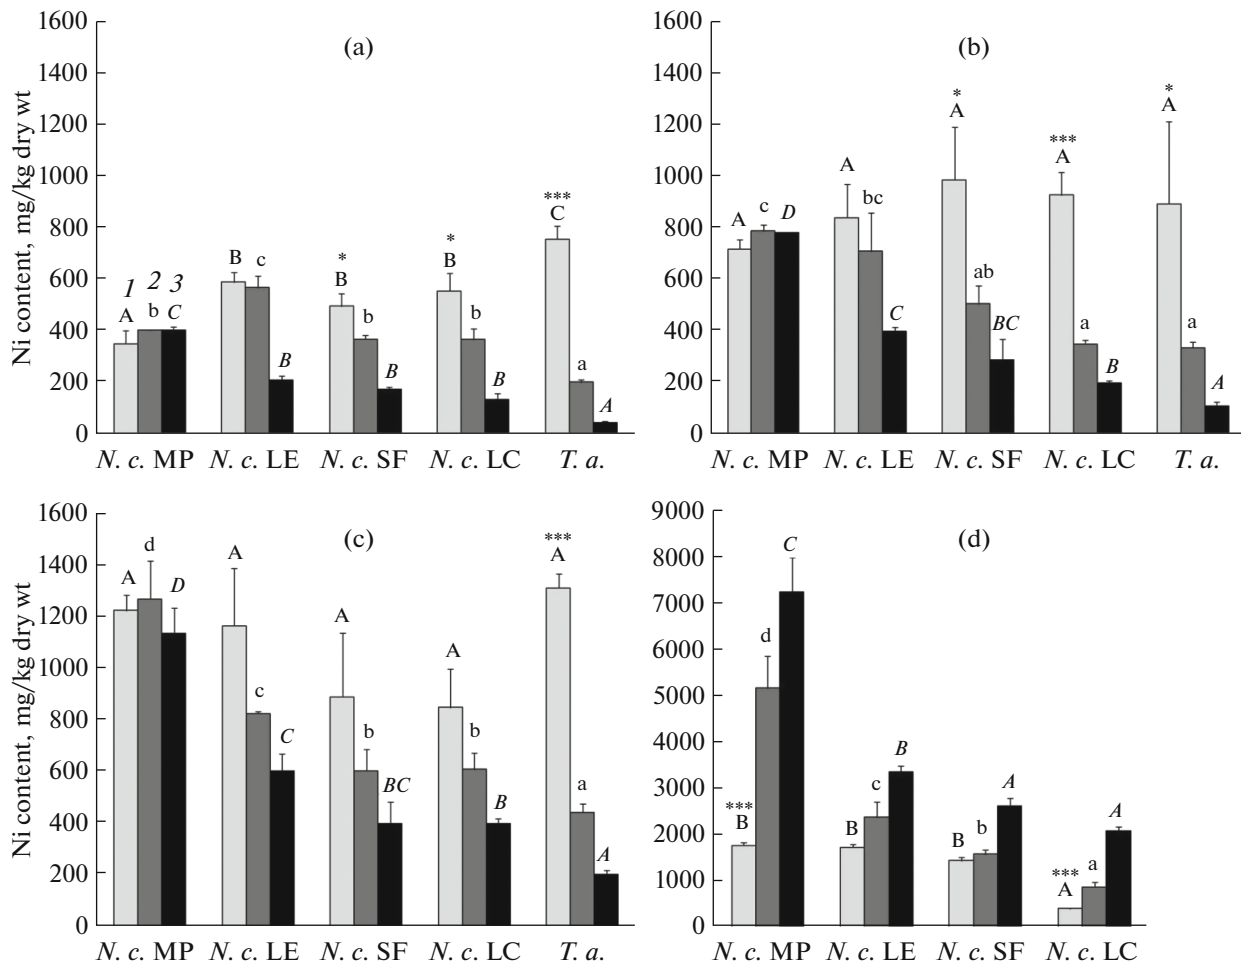 Ni content, mg/kg dry wt
1600
1400
1200
1000
800
600
400
200
0
(a)
1 2 3
A b C
B c B
*
B b B
*
B b B
***
C a A
N. c. MP N. c. LE N. c. SF N. c. LC T. a.
1600
1400
1200
1000
800
600
400
200
0
(b)
A c D
A bc C
*
A ab BC
***
A a B
*
A a A
N. c. MP N. c. LE N. c. SF N. c. LC T. a.
Ni content, mg/kg dry wt
1600
1400
1200
1000
800
600
400
200
0
(c)
A d D
A c C
A b BC
A b B
***
A a A
N. c. MP N. c. LE N. c. SF N. c. LC T. a.
9000
8000
7000
6000
5000
4000
3000
2000
1000
0
(d)
***
B d C
B c B
B b A
***
A a A
N. c. MP N. c. LE N. c. SF N. c. LC